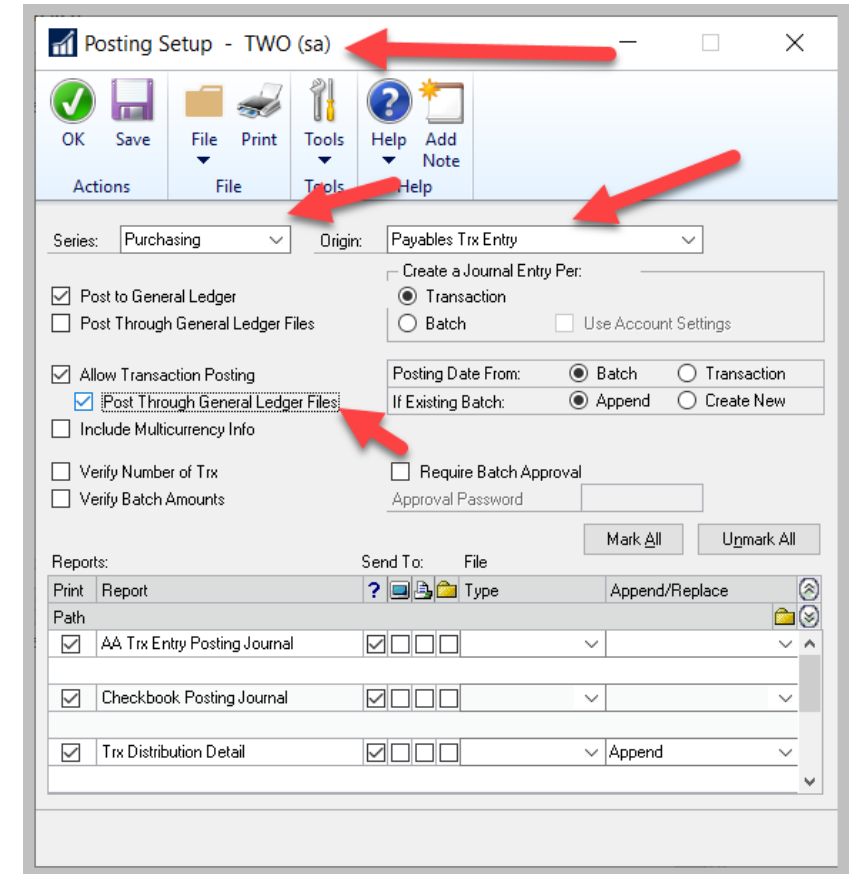 Posting Setup - TWO (sa)
OK Save File Print Tools Help Add Note
Actions File Tools Help
Series: Purchasing Origin: Payables Trx Entry
Create a Journal Entry Per:
Post to General Ledger Transaction
Post Through General Ledger Files Batch Use Account Settings
Allow Transaction Posting Posting Date From: Batch Transaction
Post Through General Ledger Files If Existing Batch: Append Create New
Include Multicurrency Info
Verify Number of Trx Require Batch Approval
Verify Batch Amounts Approval Password
Mark All Unmark All
Reports: Send To: File
Print Report ? Type Append/Replace
Path
AA Trx Entry Posting Journal
Checkbook Posting Journal
Trx Distribution Detail Append